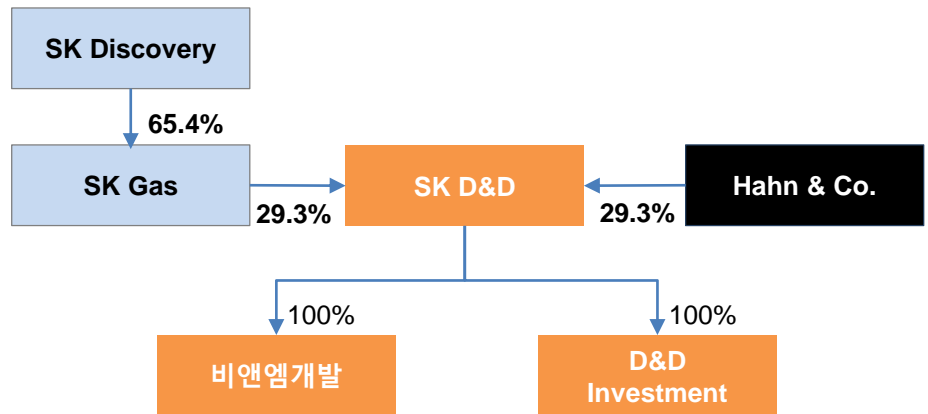 SK Discovery
65.4%
SK Gas
SK D&D
Hahn & Co.
29.3%
29.3%
100%
100%
비앤엠개발
D&D
Investment